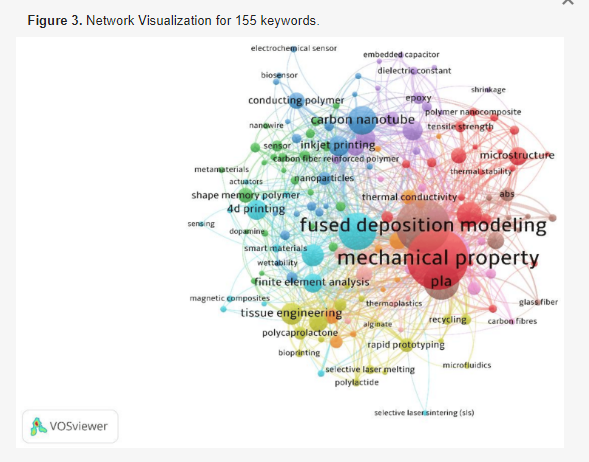 Figure 3. Network Visualization for 155 keywords.
electrochemical sensor
embedded capacitor
biosensor
dielectric constant
shrinkage
conducting polymer
epoxy
polymer nanocomposite
carbon nanotube
nanowire
tensile strength
sensor
inkjet printing
carbon fiber reinforced polymer
microstructure
metamaterials
thermal stability
actuators
nanoparticles
shape memory polymer
thermal conductivity
abs
4d printing
sensing
dopamine
fused deposition modeling
smart materials
wettability
mechanical property
finite element analysis
pla
magnetic composites
thermoplastics
glass fiber
tissue engineering
alginate
recycling
carbon fibres
polycaprolactone
rapid prototyping
bioprinting
selective laser melting
microfluidics
polylactide
selective laser sintering (sls)
VOSviewer